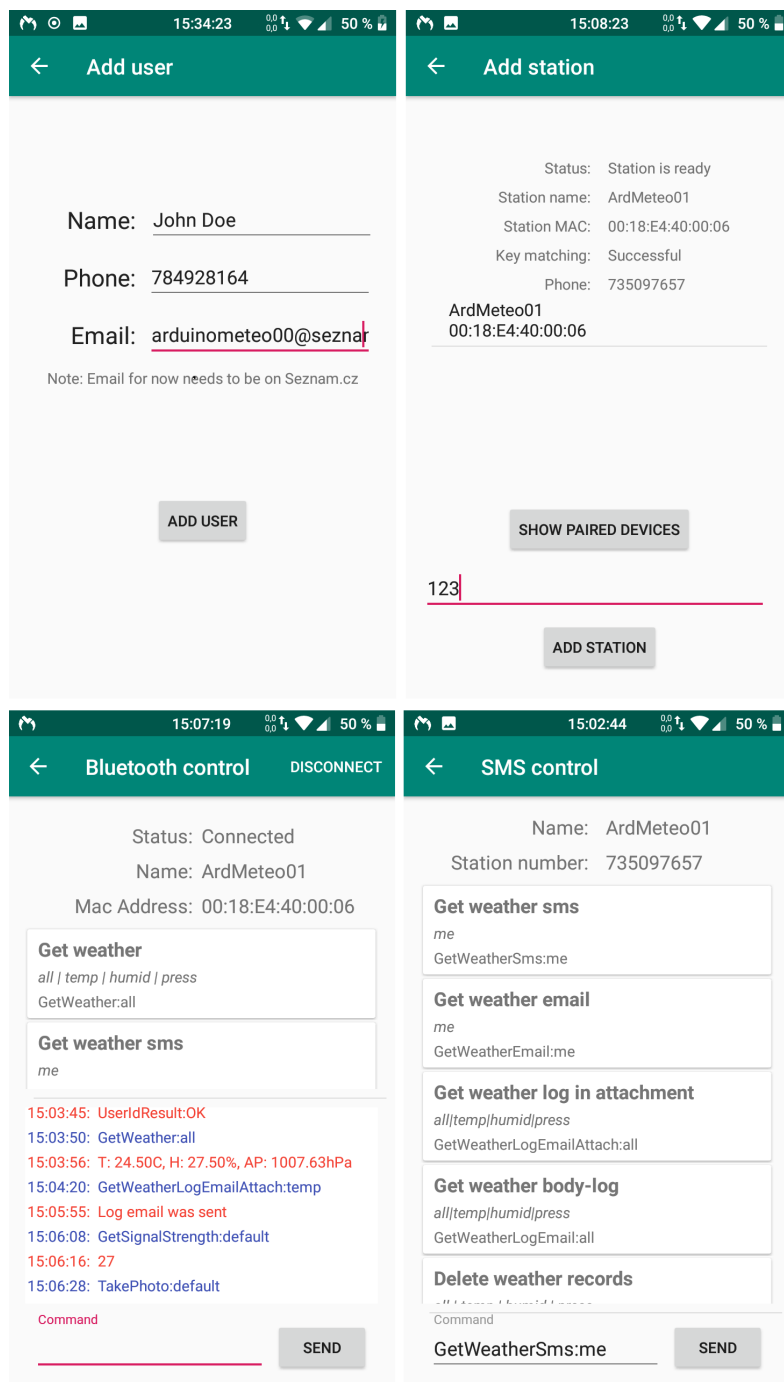 15:34:23 0,0 0,0 50 %
Add user
Name: John Doe
Phone: 784928164
Email: arduinometeo00@seznar
Note: Email for now needs to be on Seznam.cz
ADD USER
15:08:23 0,0 0,0 50 %
Add station
Status: Station is ready
Station name: ArdMeteo01
Station MAC: 00:18:E4:40:00:06
Key matching: Successful
Phone: 735097657
ArdMeteo01
00:18:E4:40:00:06
SHOW PAIRED DEVICES
123
ADD STATION
15:07:19 0,0 0,0 50 %
Bluetooth control DISCONNECT
Status: Connected
Name: ArdMeteo01
Mac Address: 00:18:E4:40:00:06
Get weather
all | temp | humid | press
GetWeather:all
Get weather sms
me
15:03:45: UserIdResult:OK
15:03:50: GetWeather:all
15:03:56: T: 24.50C, H: 27.50%, AP: 1007.63hPa
15:04:20: GetWeatherLogEmailAttach:temp
15:05:55: Log email was sent
15:06:08: GetSignalStrength:default
15:06:16: 27
15:06:28: TakePhoto:default
Command
SEND
15:02:44 0,0 0,0 50 %
SMS control
Name: ArdMeteo01
Station number: 735097657
Get weather sms
me
GetWeatherSms:me
Get weather email
me
GetWeatherEmail:me
Get weather log in attachment
all|temp|humid|press
GetWeatherLogEmailAttach:all
Get weather body-log
all|temp|humid|press
GetWeatherLogEmail:all
Delete weather records
Command
GetWeatherSms:me SEND